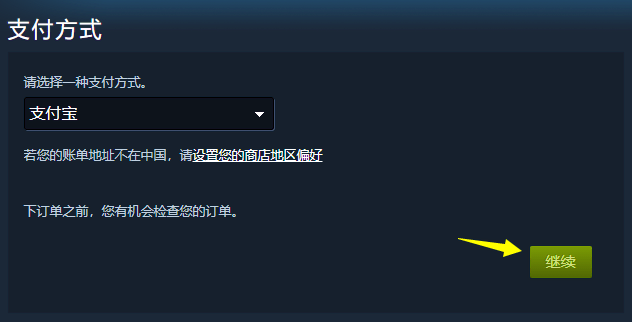 支付方式
请选择一种支付方式。
支付宝
若您的账单地址不在中国，请设置您的商店地区偏好
下订单之前，您有机会检查您的订单。
继续